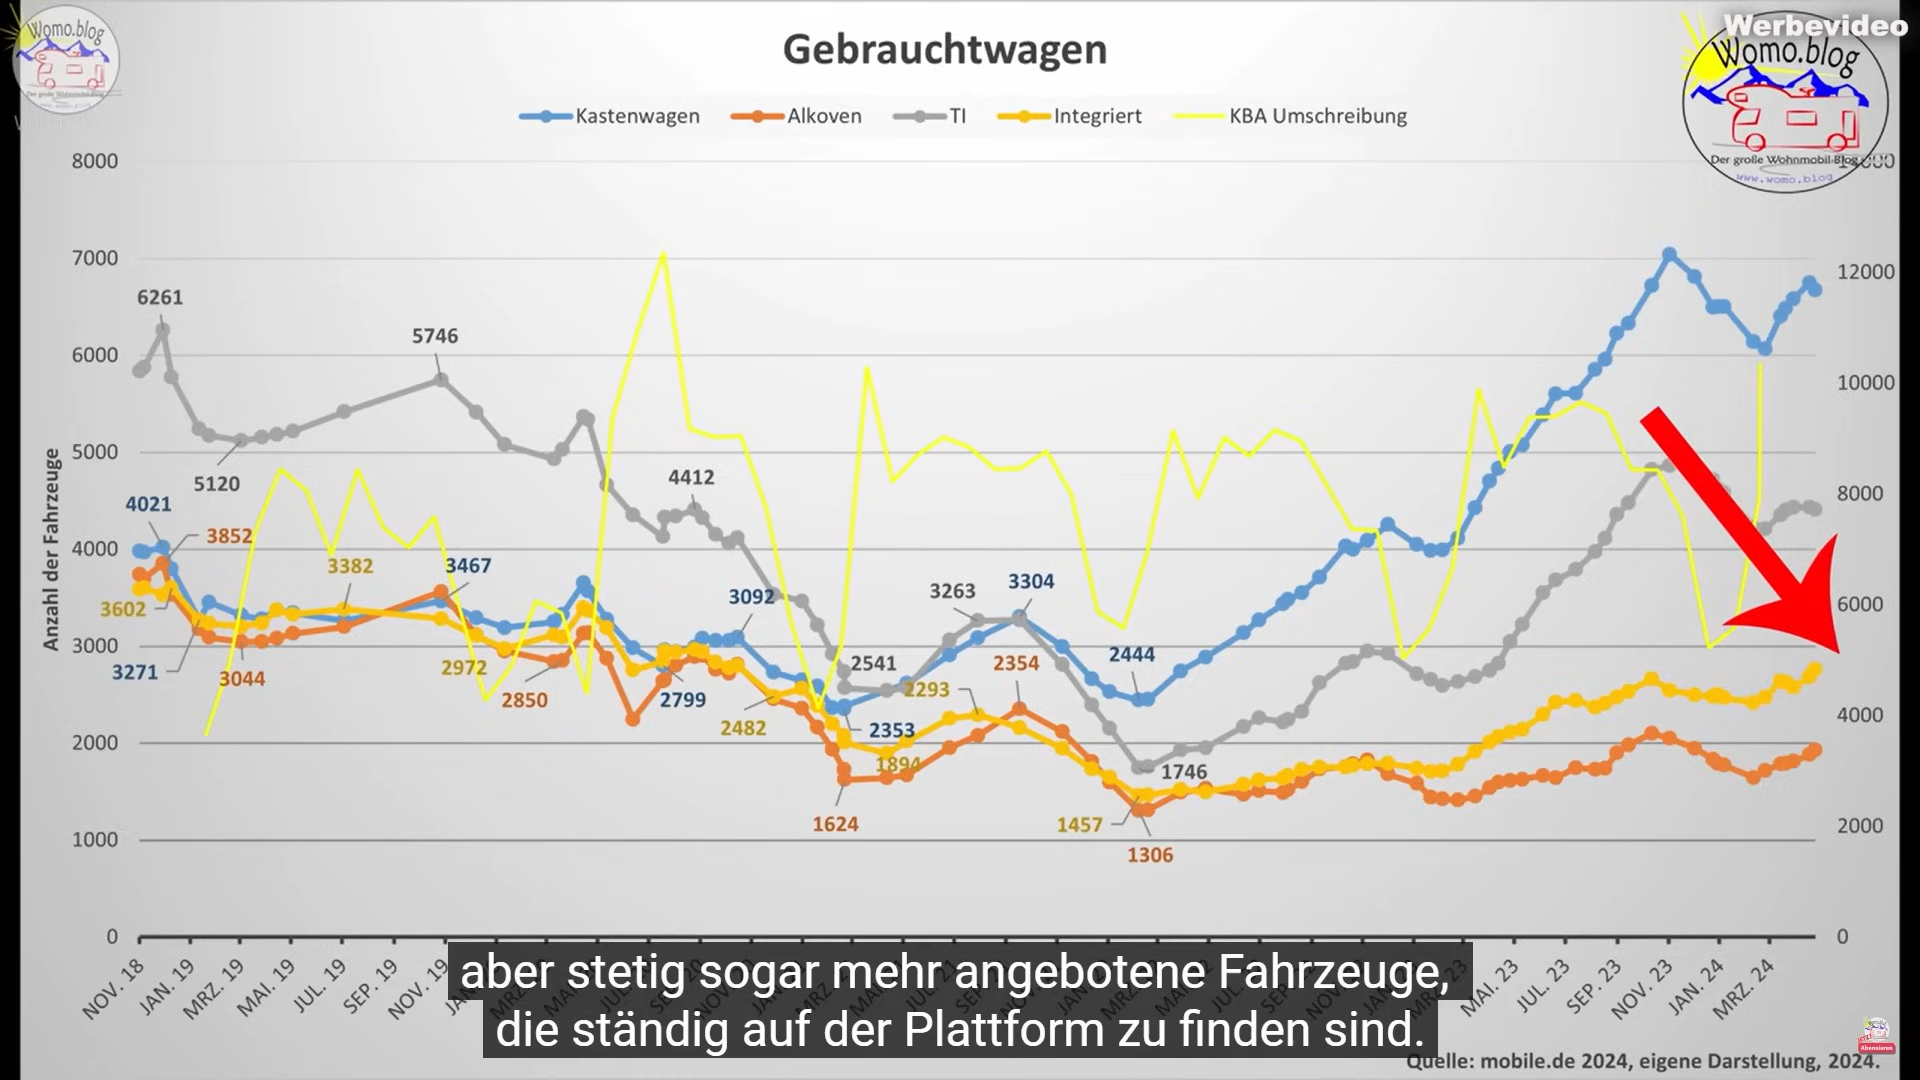 Womo.blog
Der große Wohnmobil-Blog
Werbevideo
Womo.blog
Der große Wohnmobil-Blog
www.womo.blog
Gebrauchtwagen
Kastenwagen Alkoven TI Integriert KBA Umschreibung
8000
7000 12000
6261
5746
6000
10000
5000
4412
5120
8000
4021
3852
4000
3382 3467
3602 3092 3263 3304
6000
3000
3271 3044 2972 2850 2799 2541 2354 2444
2482 2353 2293
4000
2000
1894 1746
1624 1457
1306
1000 2000
0 0
Anzahl der Fahrzeuge
NOV. 18 JAN. 19 MRZ. 19 MAI. 19 JUL. 19 SEP. 19 NOV. 19 MAI. 23 JUL. 23 SEP. 23 NOV. 23 JAN. 24 MRZ. 24
aber stetig sogar mehr angebotene Fahrzeuge,
die ständig auf der Plattform zu finden sind.
Abonnieren
Quelle: mobile.de 2024, eigene Darstellung, 2024.